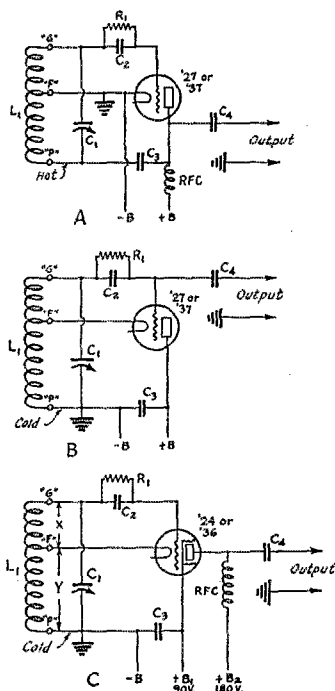 R₁
"G"
C₂
'27 or
'37
"F"
L₁
C₁
C₄
Output
C₃
"P"
Hot
RFC
A
-B
+B
R₁
"G"
C₂
C₄
Output
'27 or
'37
"F"
L₁
C₁
"P"
C₃
Cold
B
-B
+B
R₁
"G"
C₂
'24 or
'36
X
"F"
L₁
C₁
C₄
Output
Y
RFC
C₃
"P"
Cold
C
-B
+B₁
90V.
+B₂
180V.